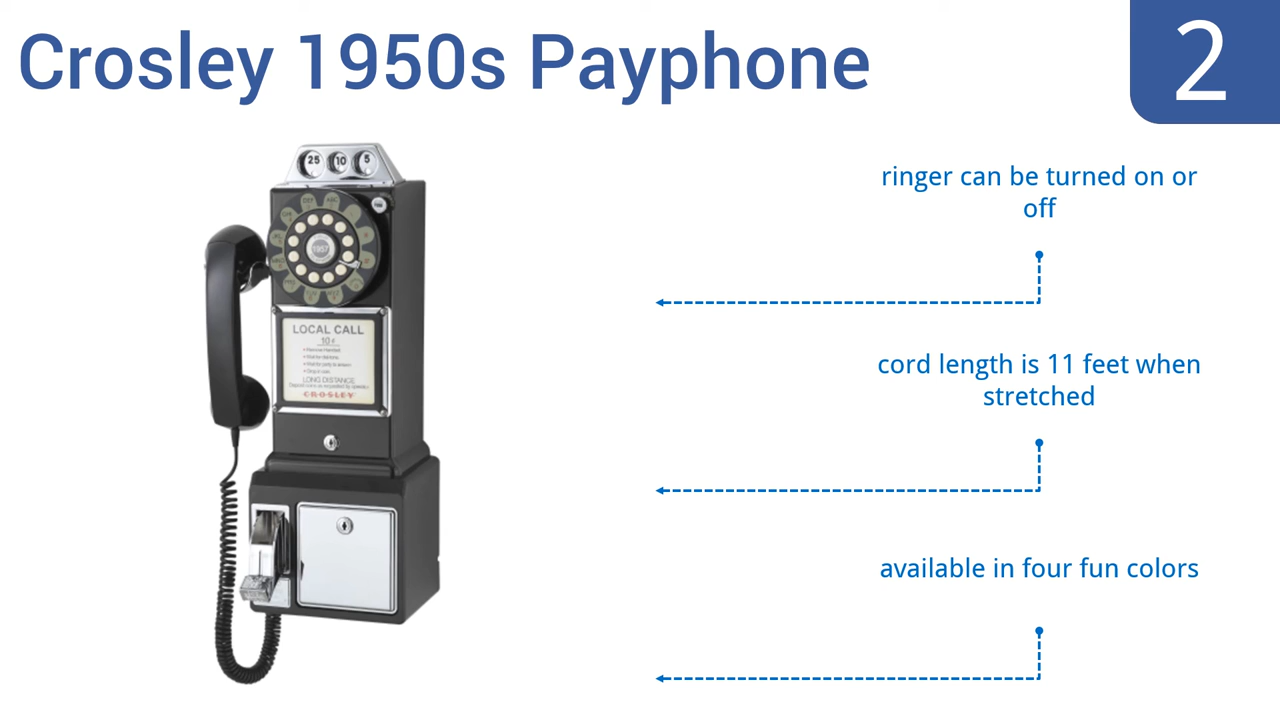 Crosley 1950s Payphone
2
25 10 5
ringer can be turned on or
off
1957
LOCAL CALL
10¢
LONG DISTANCE
CROSLEY
cord length is 11 feet when
stretched
available in four fun colors